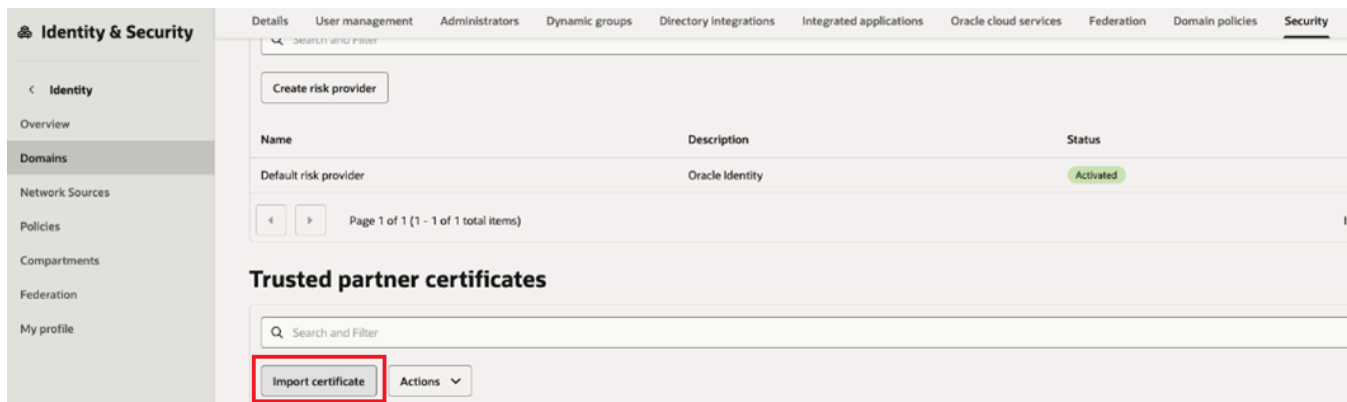 Identity & Security
Identity
Overview
Domains
Network Sources
Policies
Compartments
Federation
My profile
Details User management Administrators Dynamic groups Directory integrations Integrated applications Oracle cloud services Federation Domain policies Security
Search and Filter
Create risk provider
Name Description Status
Default risk provider Oracle Identity Activated
Page 1 of 1 (1 - 1 of 1 total items)
Trusted partner certificates
Search and Filter
Import certificate Actions